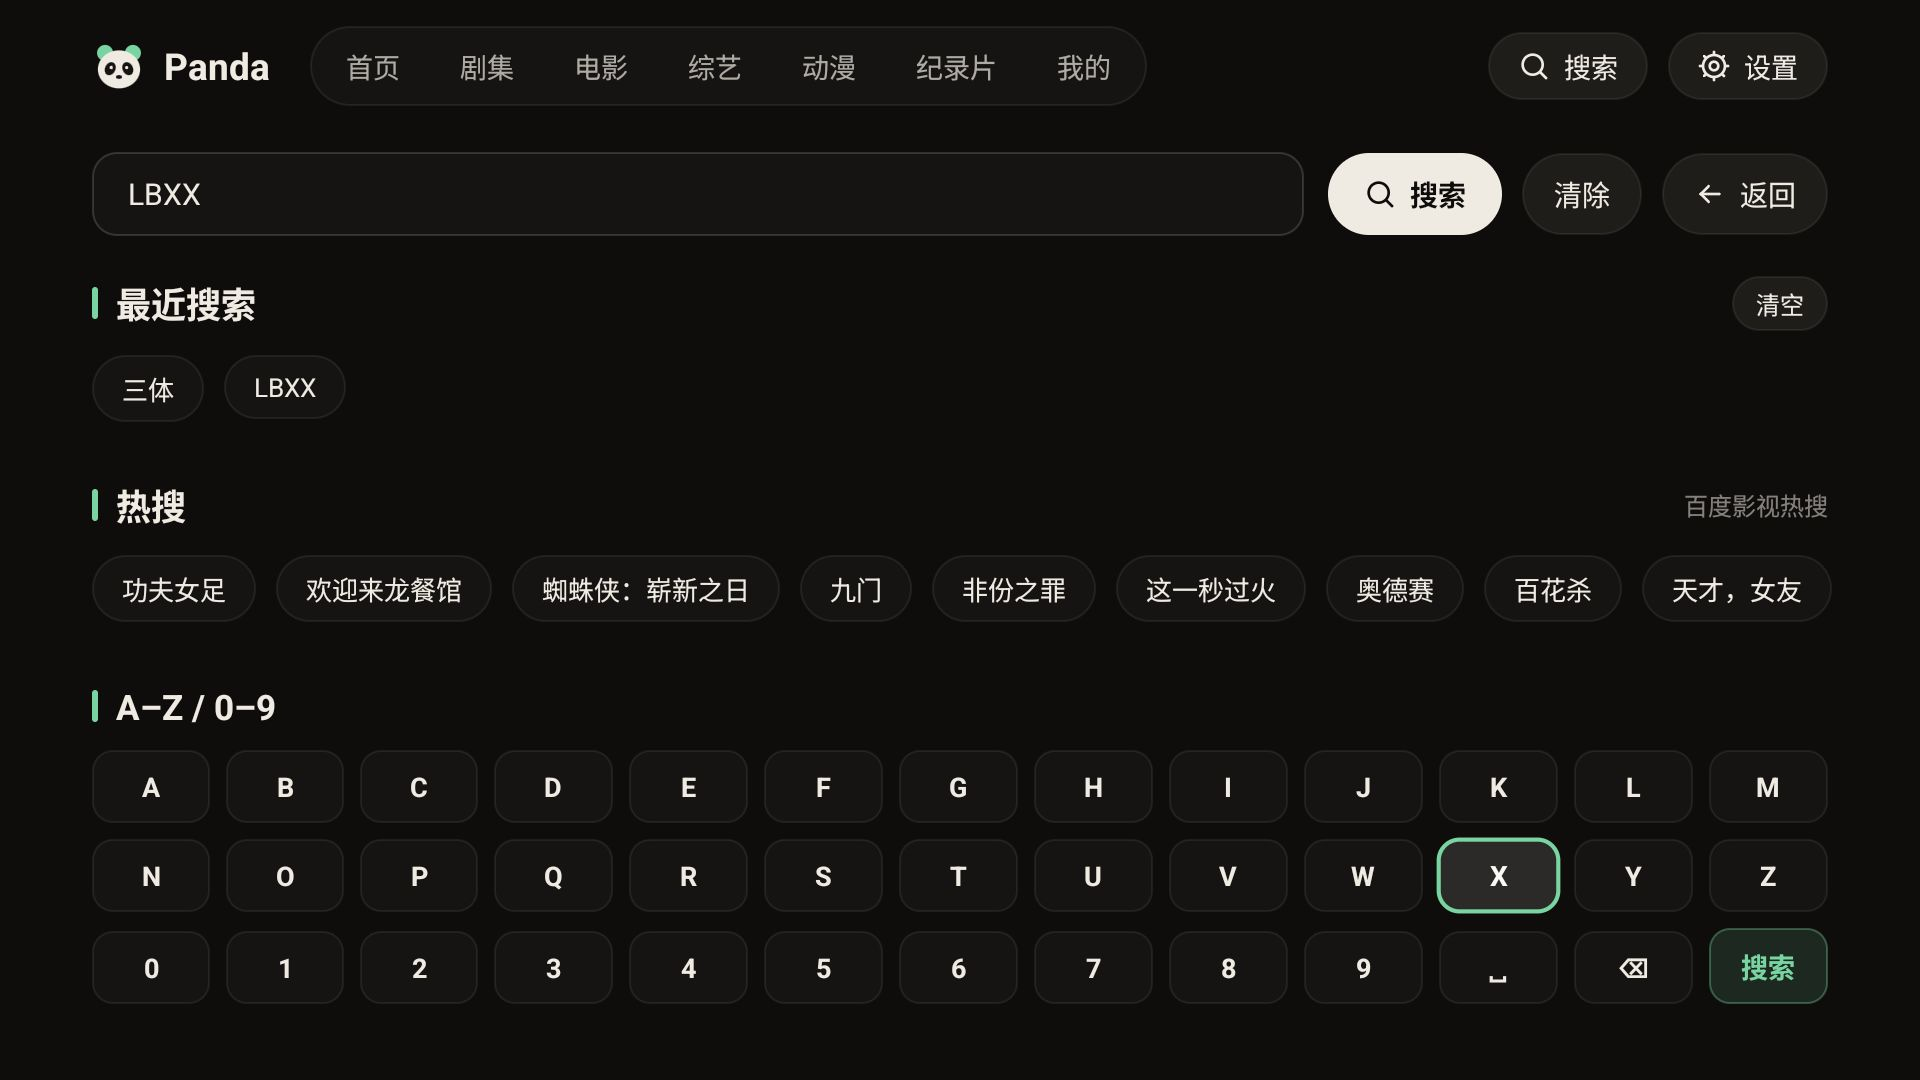 Panda 首页 剧集 电影 综艺 动漫 纪录片 我的 搜索 设置
LBXX 搜索 清除 返回
最近搜索 清空
三体 LBXX
热搜 百度影视热搜
功夫女足 欢迎来龙餐馆 蜘蛛侠：崭新之日 九门 非份之罪 这一秒过火 奥德赛 百花杀 天才，女友
A–Z / 0–9
A B C D E F G H I J K L M
N O P Q R S T U V W X Y Z
0 1 2 3 4 5 6 7 8 9 ␣ ⌫ 搜索